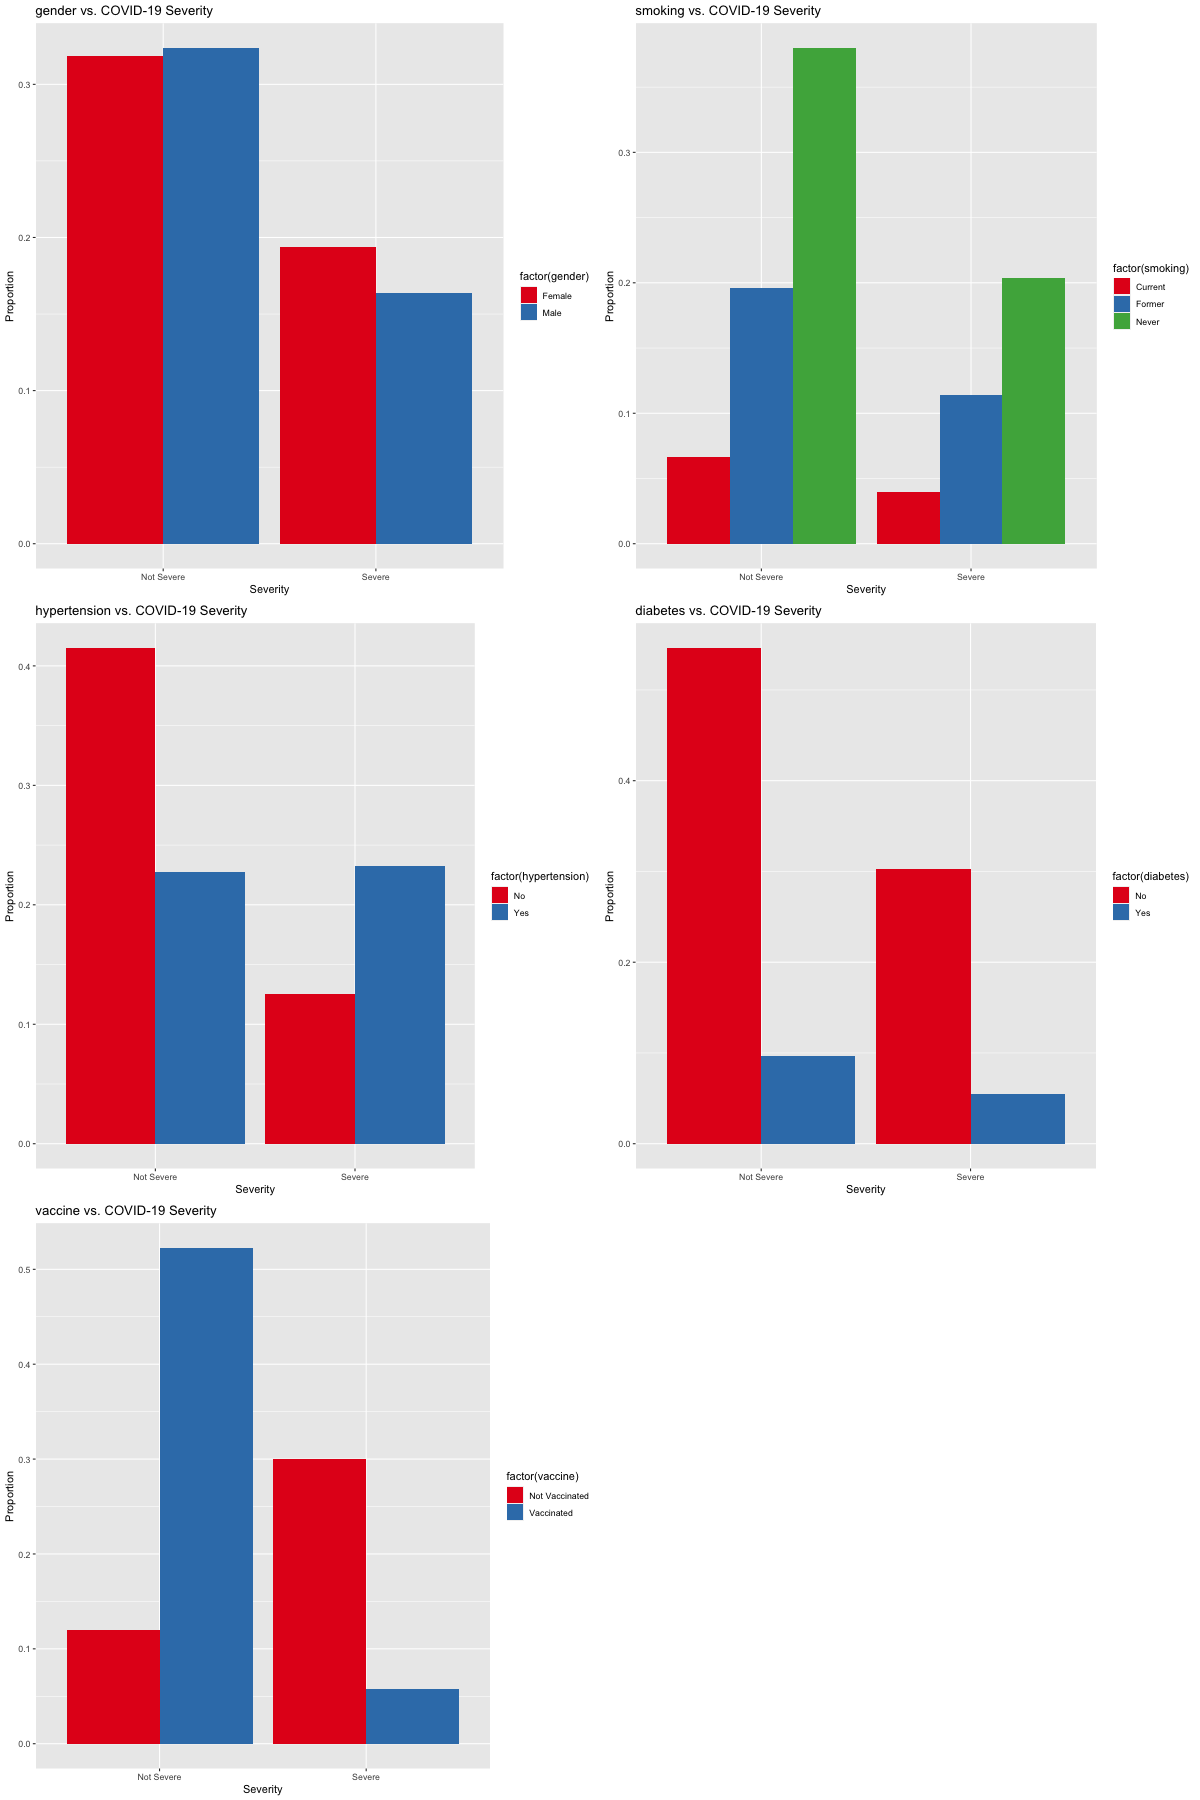 gender vs. COVID-19 Severity
0.3
0.2
0.1
0.0
Proportion
Not Severe
Severe
Severity
factor(gender)
Female
Male
smoking vs. COVID-19 Severity
0.3
0.2
0.1
0.0
Proportion
Not Severe
Severe
Severity
factor(smoking)
Current
Former
Never
hypertension vs. COVID-19 Severity
0.4
0.3
0.2
0.1
0.0
Proportion
Not Severe
Severe
Severity
factor(hypertension)
No
Yes
diabetes vs. COVID-19 Severity
0.4
0.2
0.0
Proportion
Not Severe
Severe
Severity
factor(diabetes)
No
Yes
vaccine vs. COVID-19 Severity
0.5
0.4
0.3
0.2
0.1
0.0
Proportion
Not Severe
Severe
Severity
factor(vaccine)
Not Vaccinated
Vaccinated